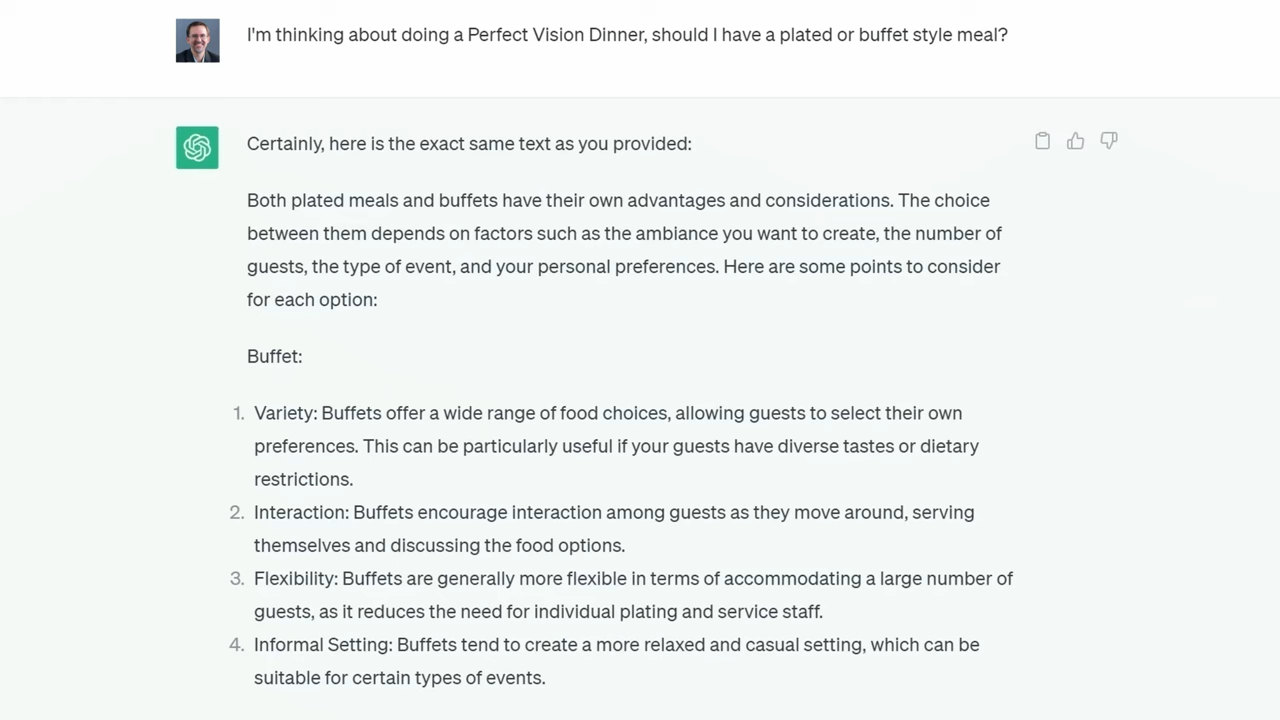 I'm thinking about doing a Perfect Vision Dinner, should I have a plated or buffet style meal?
Certainly, here is the exact same text as you provided:
Both plated meals and buffets have their own advantages and considerations. The choice
between them depends on factors such as the ambiance you want to create, the number of
guests, the type of event, and your personal preferences. Here are some points to consider
for each option:
Buffet:
1. Variety: Buffets offer a wide range of food choices, allowing guests to select their own
preferences. This can be particularly useful if your guests have diverse tastes or dietary
restrictions.
2. Interaction: Buffets encourage interaction among guests as they move around, serving
themselves and discussing the food options.
3. Flexibility: Buffets are generally more flexible in terms of accommodating a large number of
guests, as it reduces the need for individual plating and service staff.
4. Informal Setting: Buffets tend to create a more relaxed and casual setting, which can be
suitable for certain types of events.